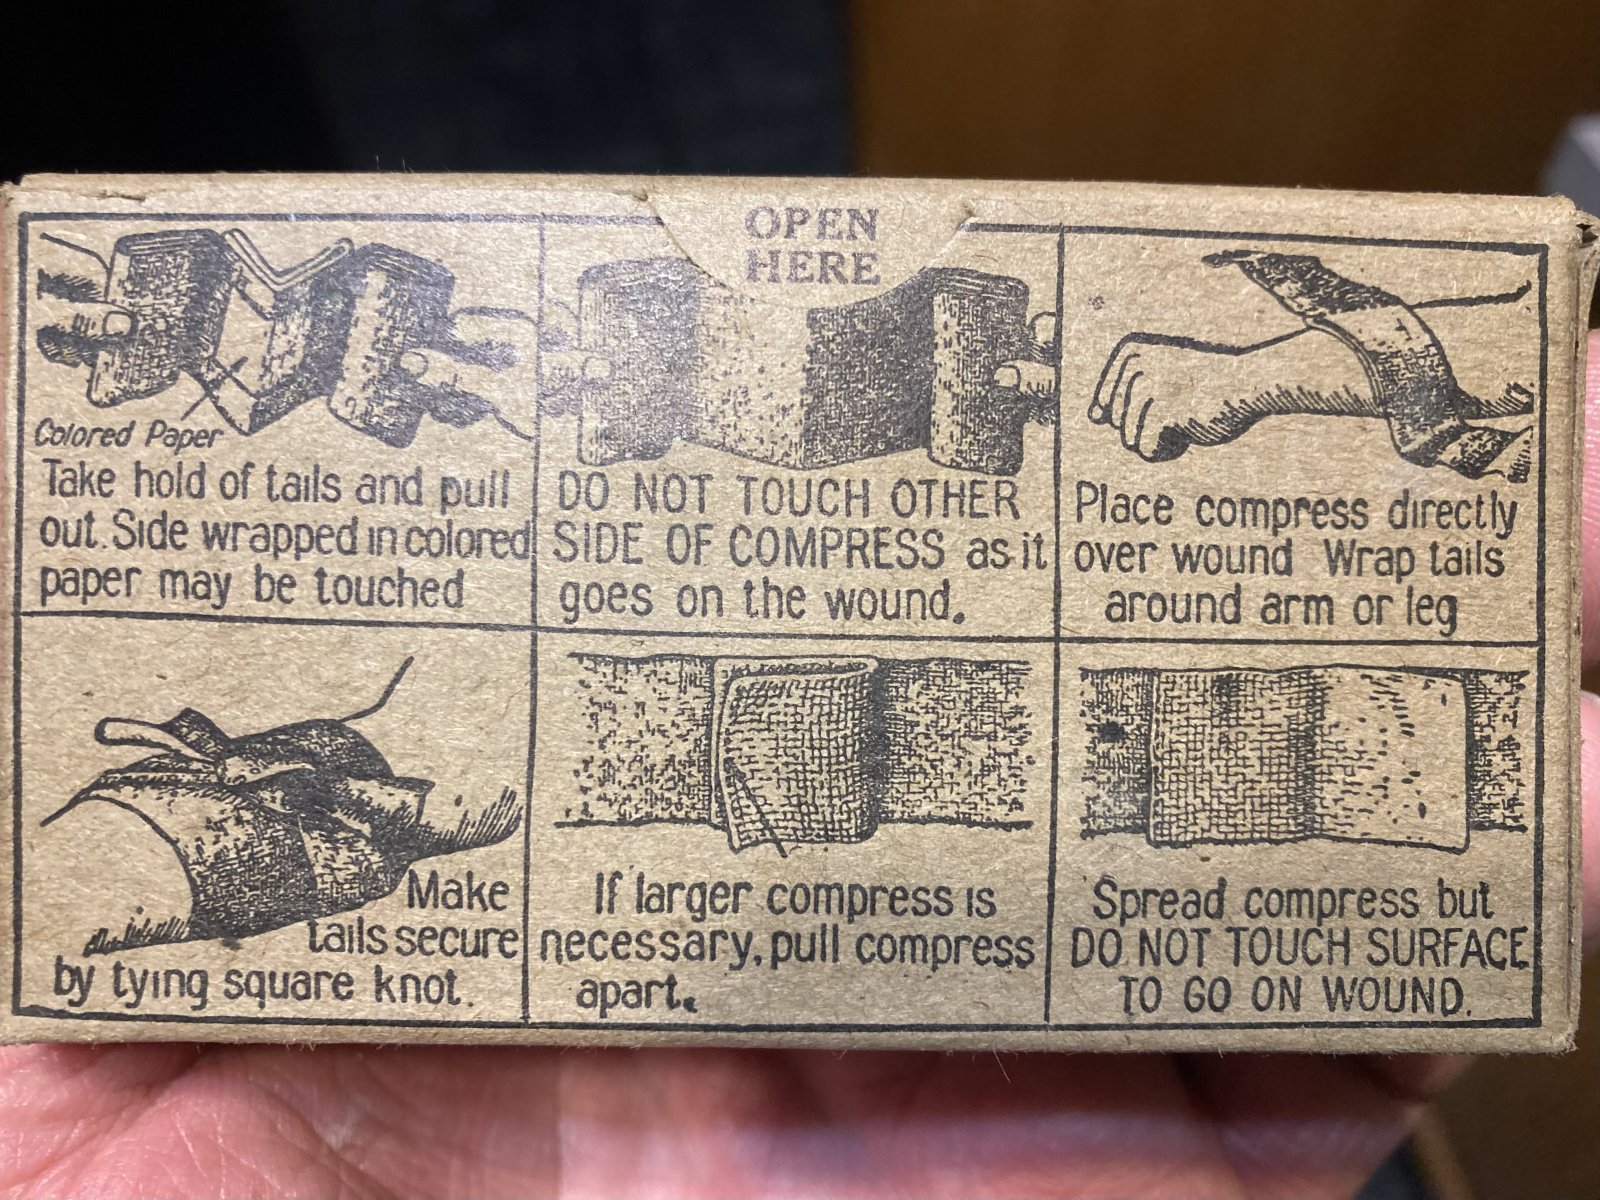 OPEN
HERE
Colored Paper
Take hold of tails and pull
out. Side wrapped in colored
paper may be touched
DO NOT TOUCH OTHER
SIDE OF COMPRESS as it
goes on the wound.
Place compress directly
over wound Wrap tails
around arm or leg
Make
tails secure
by tying square knot.
If larger compress is
necessary, pull compress
apart.
Spread compress but
DO NOT TOUCH SURFACE
TO GO ON WOUND.